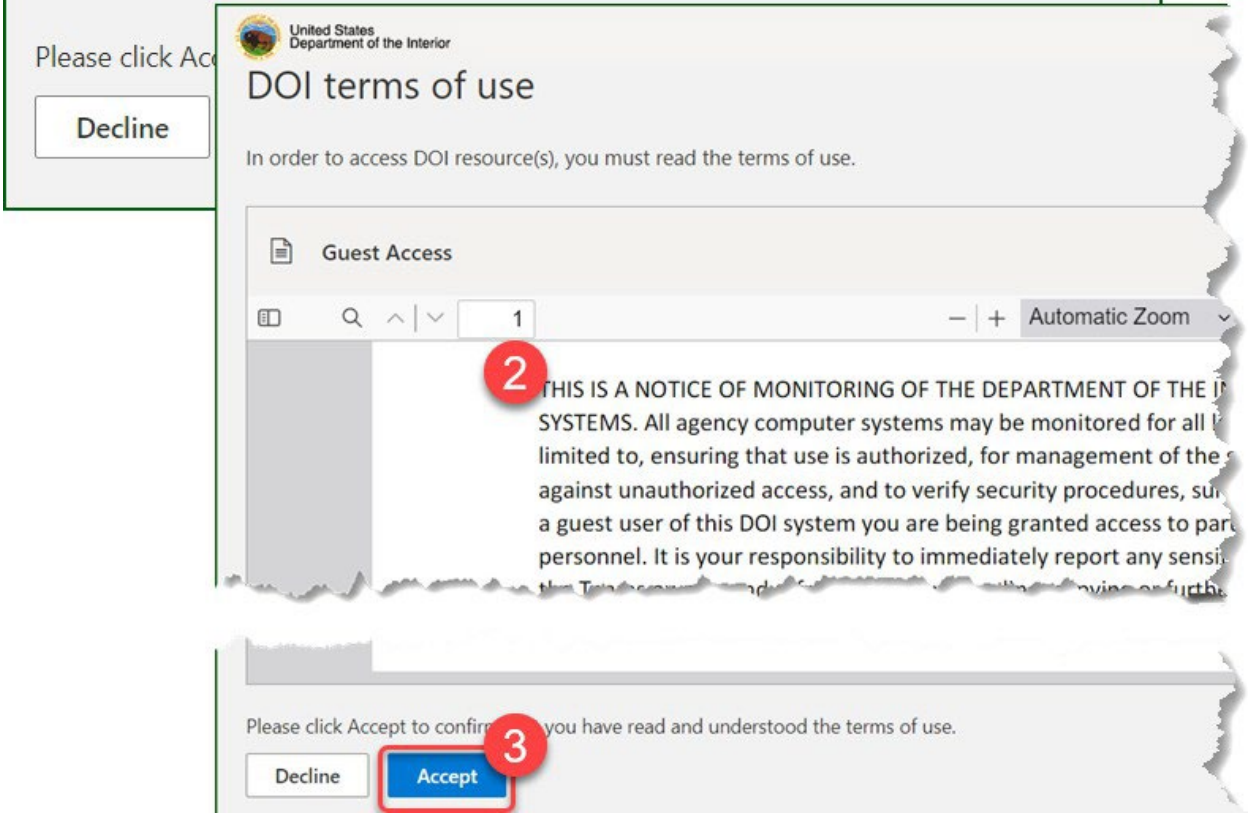 Please click Acc
Decline
United States
Department of the Interior
DOI terms of use
In order to access DOI resource(s), you must read the terms of use.
Guest Access
1
Automatic Zoom
2
THIS IS A NOTICE OF MONITORING OF THE DEPARTMENT OF THE
SYSTEMS. All agency computer systems may be monitored for all
limited to, ensuring that use is authorized, for management of the
against unauthorized access, and to verify security procedures,
a guest user of this DOI system you are being granted access to
personnel. It is your responsibility to immediately report any
or
Please click Accept to confirm you have read and understood the terms of use.
3
Decline
Accept